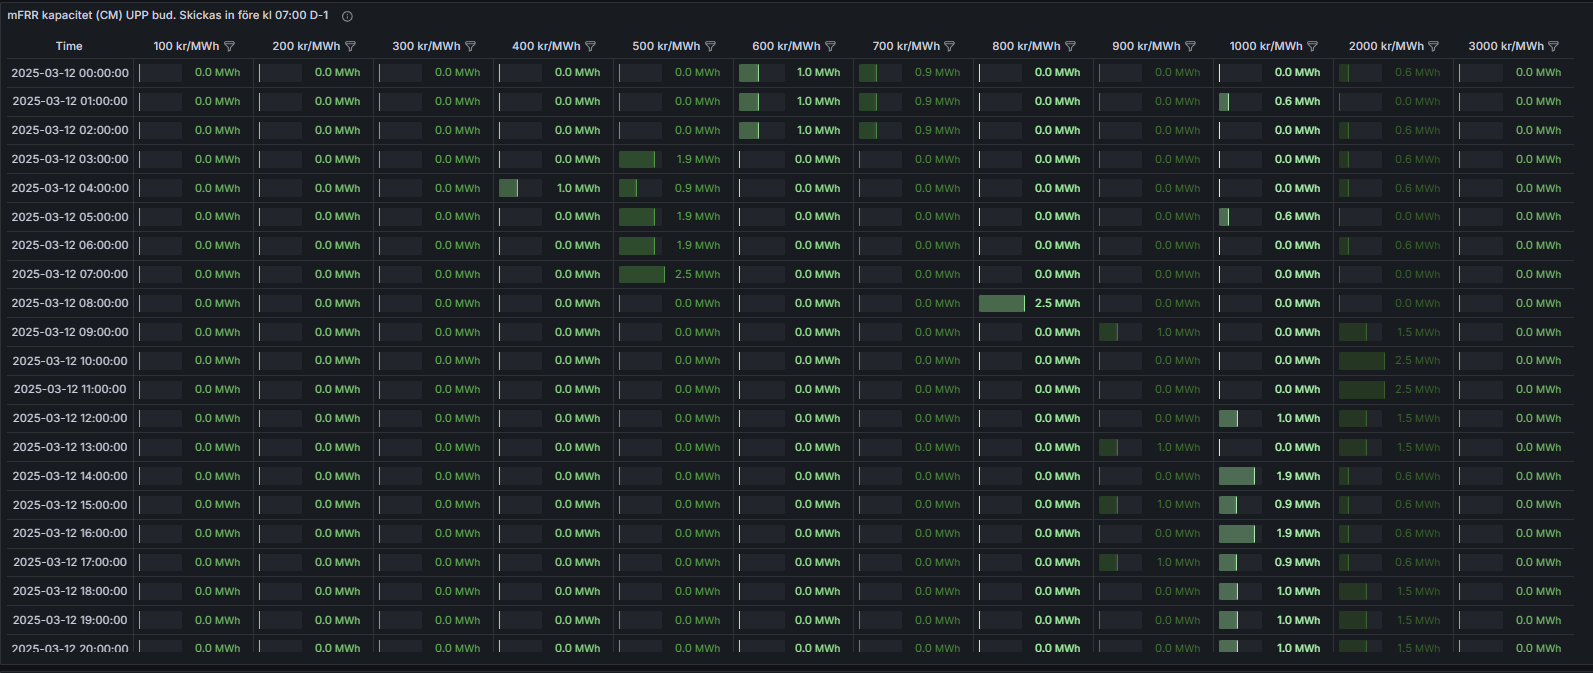 mFRR kapacitet (CM) UPP bud. Skickas in före kl 07:00 D-1
Time 100 kr/MWh 200 kr/MWh 300 kr/MWh 400 kr/MWh 500 kr/MWh 600 kr/MWh 700 kr/MWh 800 kr/MWh 900 kr/MWh 1000 kr/MWh 2000 kr/MWh 3000 kr/MWh
2025-03-12 00:00:00 0.0 MWh 0.0 MWh 0.0 MWh 0.0 MWh 0.0 MWh 1.0 MWh 0.9 MWh 0.0 MWh 0.0 MWh 0.0 MWh 0.6 MWh 0.0 MWh
2025-03-12 01:00:00 0.0 MWh 0.0 MWh 0.0 MWh 0.0 MWh 0.0 MWh 1.0 MWh 0.9 MWh 0.0 MWh 0.0 MWh 0.6 MWh 0.0 MWh 0.0 MWh
2025-03-12 02:00:00 0.0 MWh 0.0 MWh 0.0 MWh 0.0 MWh 0.0 MWh 1.0 MWh 0.9 MWh 0.0 MWh 0.0 MWh 0.0 MWh 0.6 MWh 0.0 MWh
2025-03-12 03:00:00 0.0 MWh 0.0 MWh 0.0 MWh 0.0 MWh 1.9 MWh 0.0 MWh 0.0 MWh 0.0 MWh 0.0 MWh 0.0 MWh 0.6 MWh 0.0 MWh
2025-03-12 04:00:00 0.0 MWh 0.0 MWh 0.0 MWh 1.0 MWh 0.9 MWh 0.0 MWh 0.0 MWh 0.0 MWh 0.0 MWh 0.0 MWh 0.6 MWh 0.0 MWh
2025-03-12 05:00:00 0.0 MWh 0.0 MWh 0.0 MWh 0.0 MWh 1.9 MWh 0.0 MWh 0.0 MWh 0.0 MWh 0.0 MWh 0.6 MWh 0.0 MWh 0.0 MWh
2025-03-12 06:00:00 0.0 MWh 0.0 MWh 0.0 MWh 0.0 MWh 1.9 MWh 0.0 MWh 0.0 MWh 0.0 MWh 0.0 MWh 0.0 MWh 0.6 MWh 0.0 MWh
2025-03-12 07:00:00 0.0 MWh 0.0 MWh 0.0 MWh 0.0 MWh 2.5 MWh 0.0 MWh 0.0 MWh 0.0 MWh 0.0 MWh 0.0 MWh 0.0 MWh 0.0 MWh
2025-03-12 08:00:00 0.0 MWh 0.0 MWh 0.0 MWh 0.0 MWh 0.0 MWh 0.0 MWh 0.0 MWh 2.5 MWh 0.0 MWh 0.0 MWh 0.0 MWh 0.0 MWh
2025-03-12 09:00:00 0.0 MWh 0.0 MWh 0.0 MWh 0.0 MWh 0.0 MWh 0.0 MWh 0.0 MWh 0.0 MWh 1.0 MWh 0.0 MWh 1.5 MWh 0.0 MWh
2025-03-12 10:00:00 0.0 MWh 0.0 MWh 0.0 MWh 0.0 MWh 0.0 MWh 0.0 MWh 0.0 MWh 0.0 MWh 0.0 MWh 0.0 MWh 2.5 MWh 0.0 MWh
2025-03-12 11:00:00 0.0 MWh 0.0 MWh 0.0 MWh 0.0 MWh 0.0 MWh 0.0 MWh 0.0 MWh 0.0 MWh 0.0 MWh 0.0 MWh 2.5 MWh 0.0 MWh
2025-03-12 12:00:00 0.0 MWh 0.0 MWh 0.0 MWh 0.0 MWh 0.0 MWh 0.0 MWh 0.0 MWh 0.0 MWh 0.0 MWh 1.0 MWh 1.5 MWh 0.0 MWh
2025-03-12 13:00:00 0.0 MWh 0.0 MWh 0.0 MWh 0.0 MWh 0.0 MWh 0.0 MWh 0.0 MWh 0.0 MWh 1.0 MWh 0.0 MWh 1.5 MWh 0.0 MWh
2025-03-12 14:00:00 0.0 MWh 0.0 MWh 0.0 MWh 0.0 MWh 0.0 MWh 0.0 MWh 0.0 MWh 0.0 MWh 0.0 MWh 1.9 MWh 0.6 MWh 0.0 MWh
2025-03-12 15:00:00 0.0 MWh 0.0 MWh 0.0 MWh 0.0 MWh 0.0 MWh 0.0 MWh 0.0 MWh 0.0 MWh 1.0 MWh 0.9 MWh 0.6 MWh 0.0 MWh
2025-03-12 16:00:00 0.0 MWh 0.0 MWh 0.0 MWh 0.0 MWh 0.0 MWh 0.0 MWh 0.0 MWh 0.0 MWh 0.0 MWh 1.9 MWh 0.6 MWh 0.0 MWh
2025-03-12 17:00:00 0.0 MWh 0.0 MWh 0.0 MWh 0.0 MWh 0.0 MWh 0.0 MWh 0.0 MWh 0.0 MWh 1.0 MWh 0.9 MWh 0.6 MWh 0.0 MWh
2025-03-12 18:00:00 0.0 MWh 0.0 MWh 0.0 MWh 0.0 MWh 0.0 MWh 0.0 MWh 0.0 MWh 0.0 MWh 0.0 MWh 1.0 MWh 1.5 MWh 0.0 MWh
2025-03-12 19:00:00 0.0 MWh 0.0 MWh 0.0 MWh 0.0 MWh 0.0 MWh 0.0 MWh 0.0 MWh 0.0 MWh 0.0 MWh 1.0 MWh 1.5 MWh 0.0 MWh
2025-03-12 20:00:00 0.0 MWh 0.0 MWh 0.0 MWh 0.0 MWh 0.0 MWh 0.0 MWh 0.0 MWh 0.0 MWh 0.0 MWh 1.0 MWh 1.5 MWh 0.0 MWh